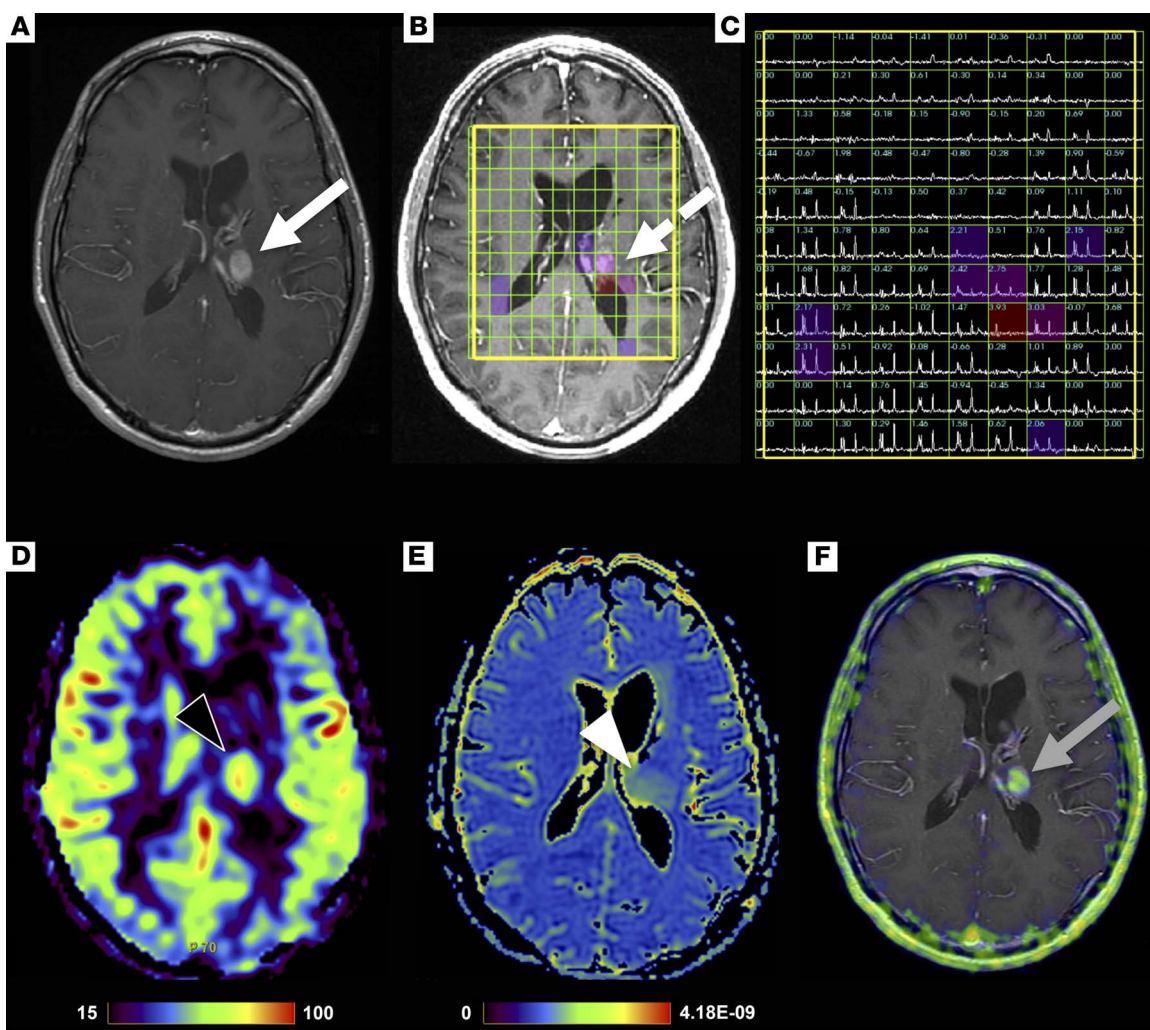 A
B
C
0.00 0.00 -1.14 -0.04 -1.41 0.01 -0.36 -0.31 0.00 0.00
0.00 0.00 0.21 0.30 0.61 -0.30 0.14 0.34 0.00 0.00
0.00 1.33 0.58 -0.18 0.15 -0.90 -0.15 0.20 0.69 0.00
-0.44 -0.67 1.98 -0.48 -0.47 -0.80 -0.28 1.39 0.90 -0.59
-0.19 0.48 -0.15 -0.13 0.50 0.37 0.42 0.09 1.11 0.10
0.08 1.34 0.78 0.80 0.64 2.21 0.51 0.76 2.15 -0.82
0.33 1.68 0.82 -0.42 0.69 2.42 2.75 1.77 1.28 0.48
0.31 2.17 0.72 0.26 -1.02 1.47 3.93 3.03 -0.07 0.68
0.00 2.31 0.51 -0.92 0.08 -0.66 0.28 1.01 0.89 0.00
0.00 0.00 1.14 0.76 1.45 -0.94 -0.45 1.34 0.00 0.00
0.00 0.00 1.30 0.29 1.46 1.58 0.62 2.06 0.00 0.00
D
E
F
P 70
15 100
0 4.18E-09